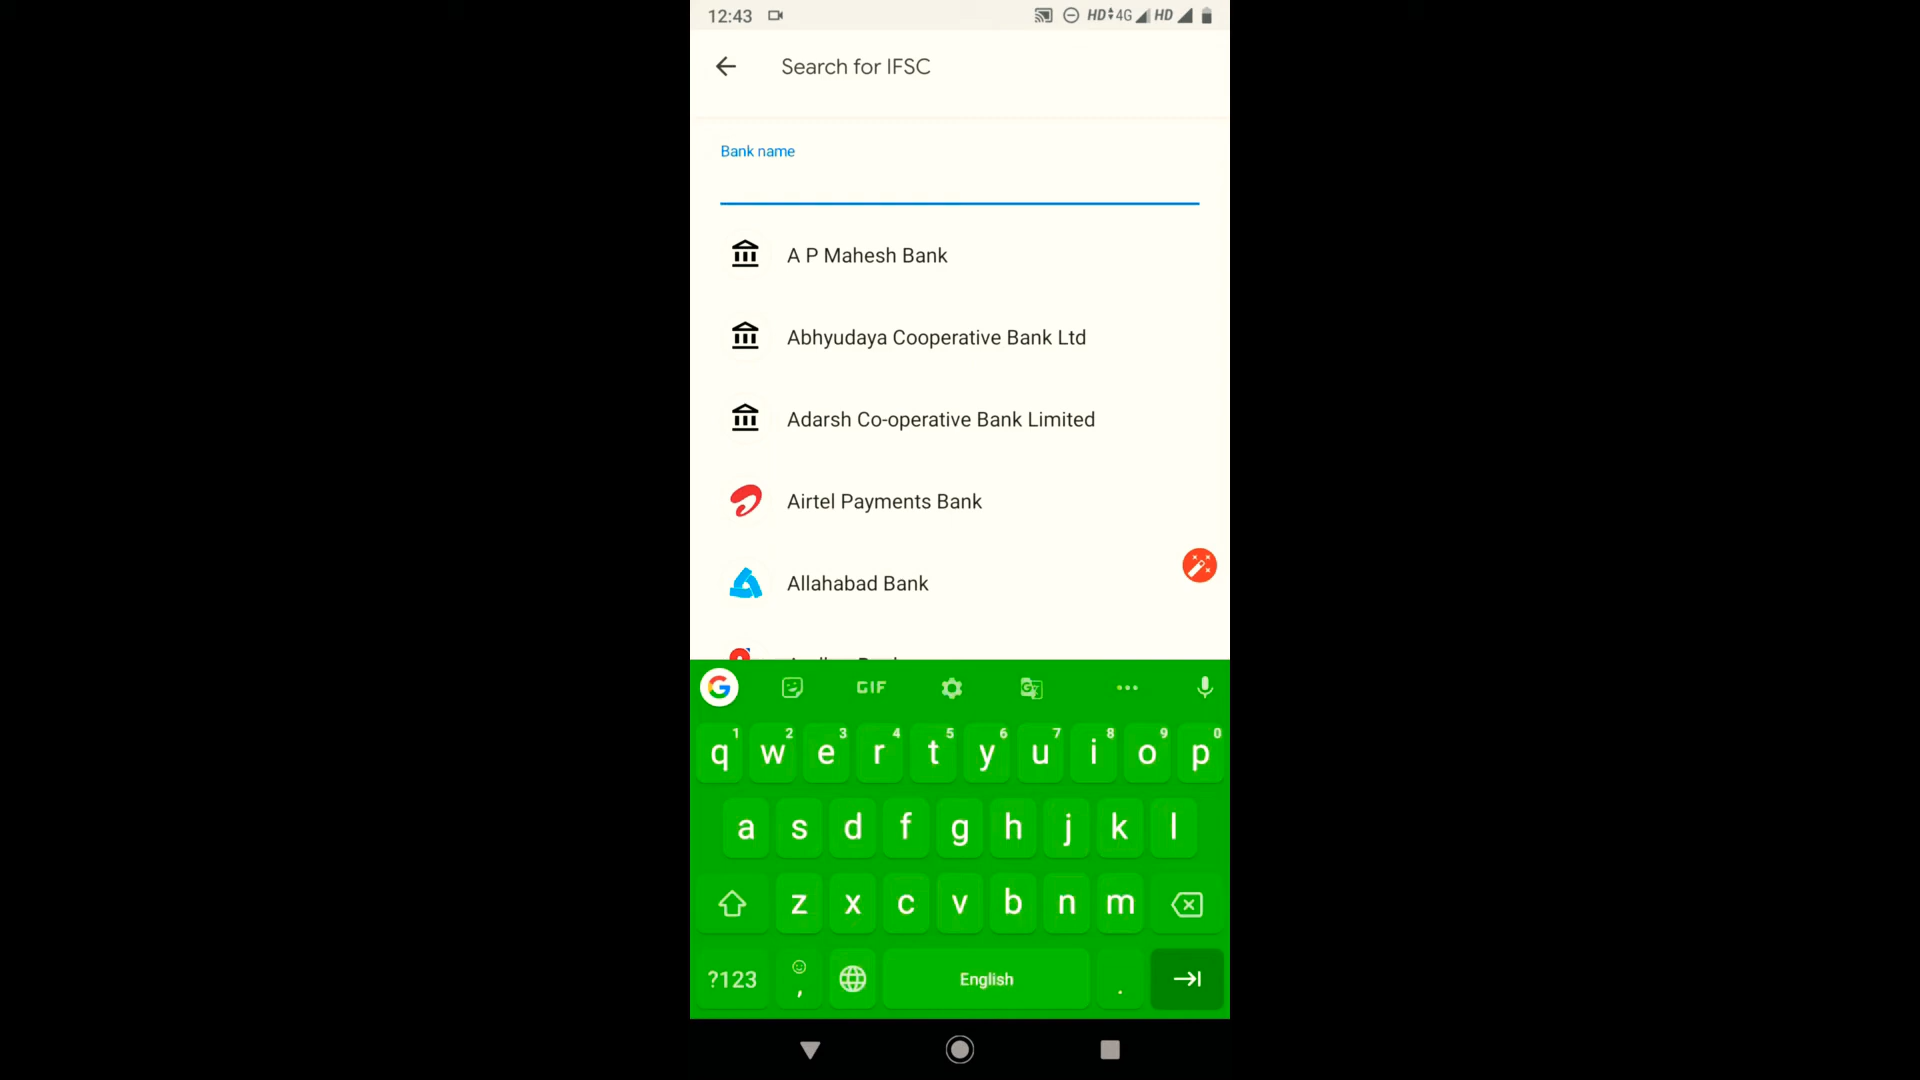 12:43 HD 4G HD
Search for IFSC
Bank name
A P Mahesh Bank
Abhyudaya Cooperative Bank Ltd
Adarsh Co-operative Bank Limited
Airtel Payments Bank
Allahabad Bank
G GIF
1 2 3 4 5 6 7 8 9 0
q w e r t y u i o p
a s d f g h j k l
z x c v b n m
?123 , English .